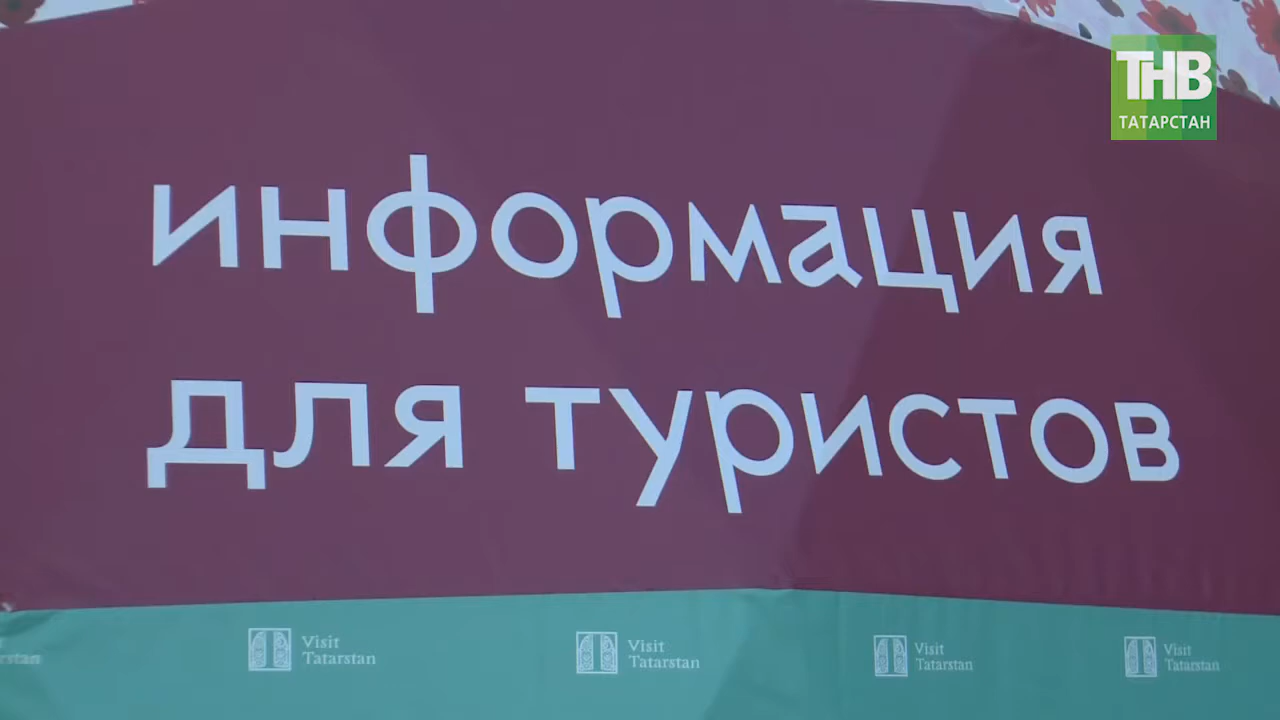 ТНВ
ТАТАРСТАН
информация
для туристов
Visit
Tatarstan
Visit
Tatarstan
Visit
Tatarstan
Visit
Tatarstan